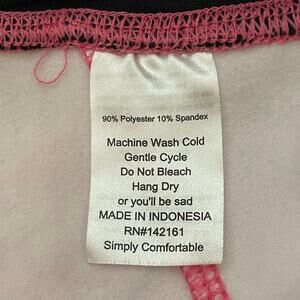 90% Polyester 10% Spandex
Machine Wash Cold
Gentle Cycle
Do Not Bleach
Hang Dry
or you'll be sad
MADE IN INDONESIA
RN#142161
Simply Comfortable